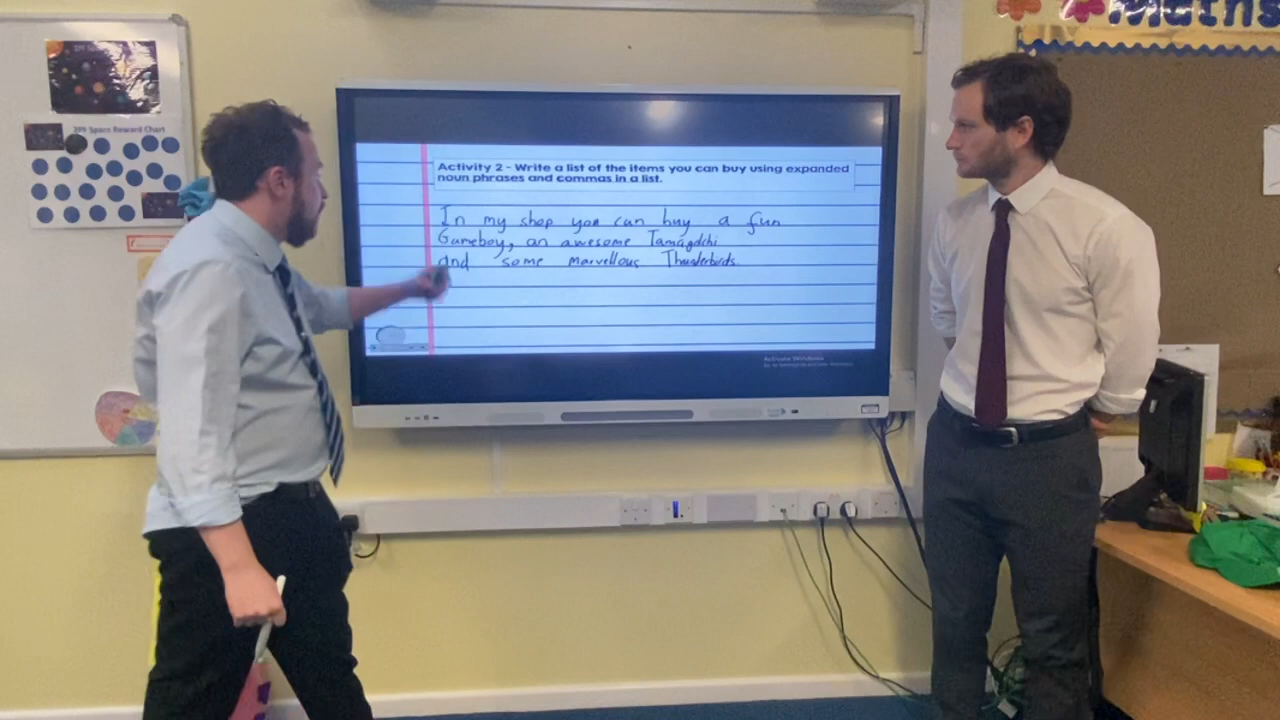 Maths
Space Reward Chart
Activity 2 - Write a list of the items you can buy using expanded
noun phrases and commas in a list.
In my shop you can buy a fun
Gameboy, an awesome Tamagdchi
and some marvellous Thunderbirds.
Activate Windows